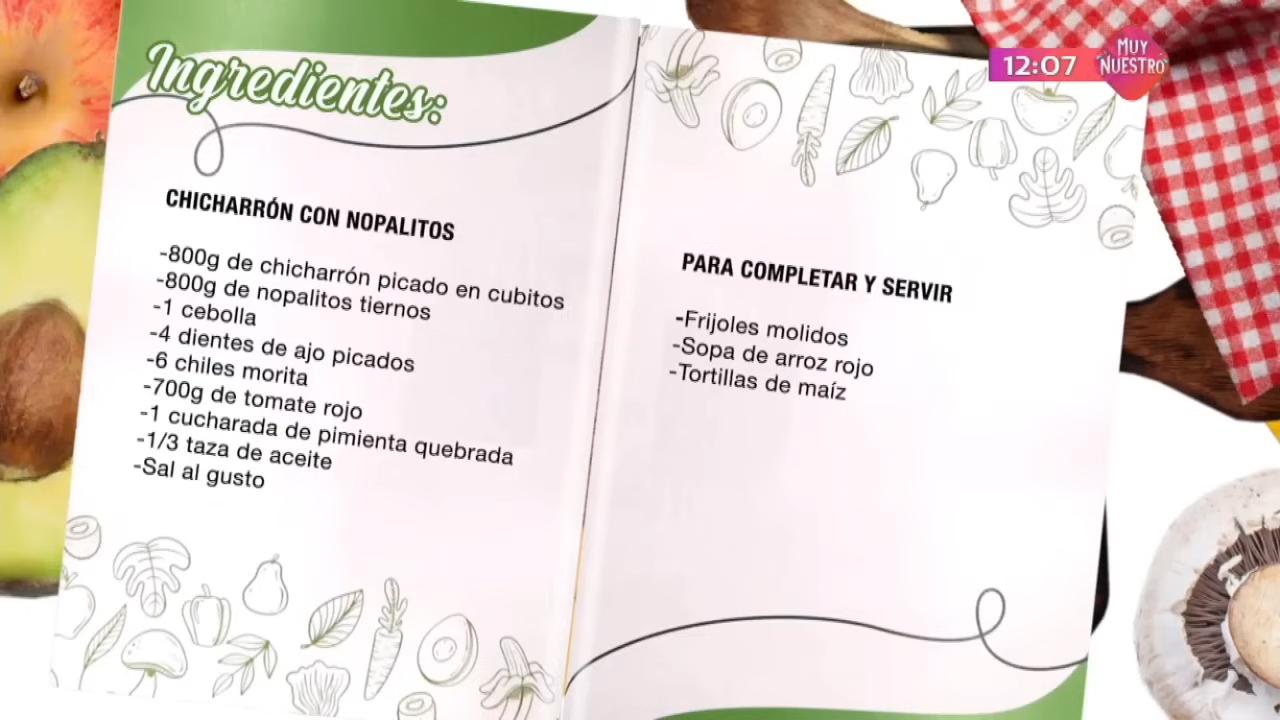 Ingredientes:
CHICHARRÓN CON NOPALITOS
-800g de chicharrón picado en cubitos
-800g de nopalitos tiernos
-1 cebolla
-4 dientes de ajo picados
-6 chiles morita
-700g de tomate rojo
-1 cucharada de pimienta quebrada
-1/3 taza de aceite
-Sal al gusto
PARA COMPLETAR Y SERVIR
-Frijoles molidos
-Sopa de arroz rojo
-Tortillas de maíz
12:07
MUY
NUESTRO